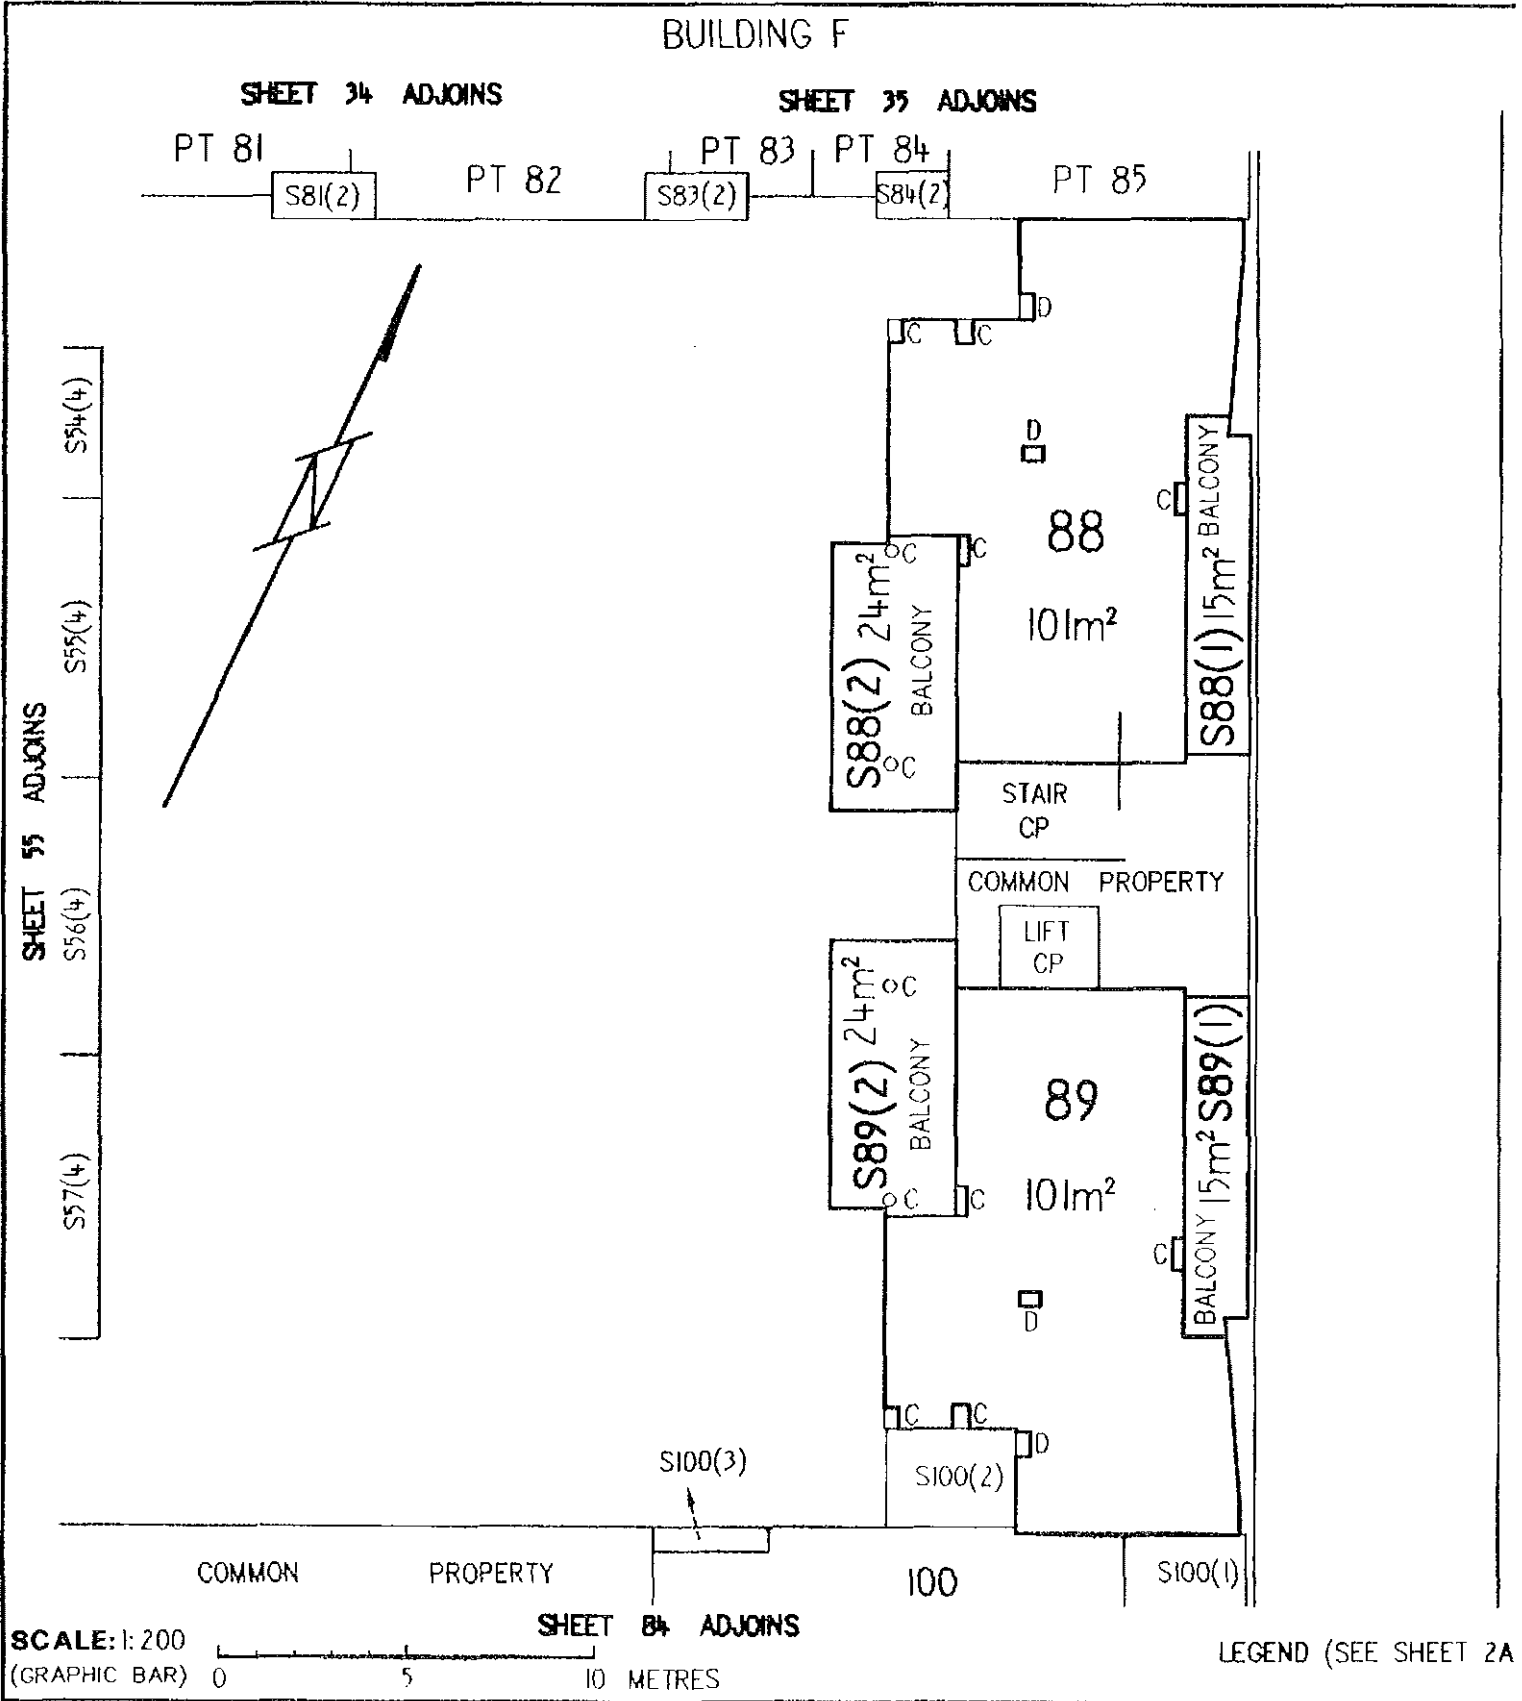 BUILDING F
SHEET 34 ADJOINS
SHEET 35 ADJOINS
PT 81
S81(2)
PT 82
PT 83
S83(2)
PT 84
S84(2)
PT 85
D
C
C
D
C
88
101m²
C
C
C
S88(2) 24m²
BALCONY
S88(1) 15m² BALCONY
STAIR
CP
COMMON PROPERTY
LIFT
CP
S54(4)
S55(4)
S56(4)
S57(4)
SHEET 55 ADJOINS
C
S89(2) 24m²
BALCONY
C
C
89
101m²
BALCONY 15m² S89(1)
C
D
C
C
D
S100(3)
S100(2)
COMMON PROPERTY
100
S100(1)
SHEET 84 ADJOINS
SCALE: 1:200
(GRAPHIC BAR) 0 5 10 METRES
LEGEND (SEE SHEET 2A